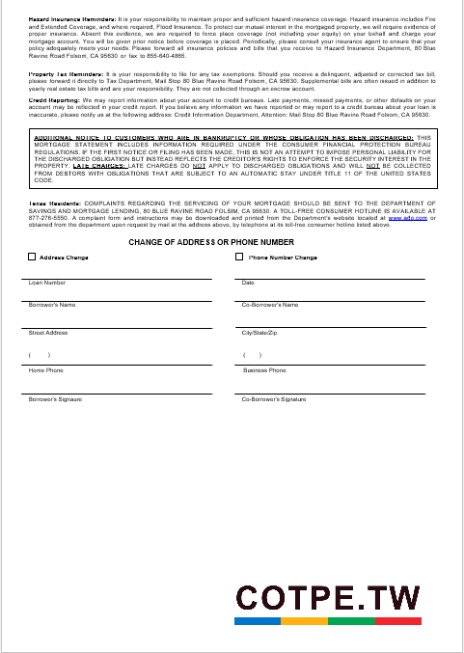 Hazard Insurance Reminders: It is your responsibility to maintain proper and sufficient hazard insurance coverage. Hazard insurance includes Fire
and Extended Coverage, and where required, Flood Insurance. To protect our mutual interest in the mortgaged property, we will require evidence of
proper insurance. Absent this evidence, we are required to force place coverage (not including your equity) on your behalf and charge your
mortgage account. You will be given prior notice before coverage is placed. Periodically, please consult your insurance agent to ensure that your
policy adequately meets your needs. Please forward all insurance policies and bills that you receive to Hazard Insurance Department, 80 Blue
Ravine Road Folsom, CA 95630 or fax to 855-640-4855.
Property Tax Reminders: It is your responsibility to file for any tax exemptions. Should you receive a delinquent, adjusted or corrected tax bill,
please forward it directly to Tax Department, Mail Stop 80 Blue Ravine Road Folsom, CA 95630. Supplemental bills are often issued in addition to
yearly real estate tax bills and are your responsibility. They are not collected through an escrow account.
Credit Reporting: We may report information about your account to credit bureaus. Late payments, missed payments, or other defaults on your
account may be reflected in your credit report. If you believe any information we have reported or may report to a credit bureau about your loan is
inaccurate, please notify us at the following address: Credit Information Department, Attention: Mail Stop 80 Blue Ravine Road Folsom, CA 95630.
ADDITIONAL NOTICE TO CUSTOMERS WHO ARE IN BANKRUPTCY OR WHOSE OBLIGATION HAS BEEN DISCHARGED: THIS
MORTGAGE STATEMENT INCLUDES INFORMATION REQUIRED UNDER THE CONSUMER FINANCIAL PROTECTION BUREAU
REGULATIONS. IF THE FIRST NOTICE OR FILING HAS BEEN MADE, THIS IS NOT AN ATTEMPT TO IMPOSE PERSONAL LIABILITY FOR
THE DISCHARGED OBLIGATION BUT INSTEAD REFLECTS THE CREDITOR'S RIGHTS TO ENFORCE THE SECURITY INTEREST IN THE
PROPERTY. LATE CHARGES: LATE CHARGES DO NOT APPLY TO DISCHARGED OBLIGATIONS AND WILL NOT BE COLLECTED
FROM DEBTORS WITH OBLIGATIONS THAT ARE SUBJECT TO AN AUTOMATIC STAY UNDER TITLE 11 OF THE UNITED STATES
CODE.
Texas Residents: COMPLAINTS REGARDING THE SERVICING OF YOUR MORTGAGE SHOULD BE SENT TO THE DEPARTMENT OF
SAVINGS AND MORTGAGE LENDING, 80 BLUE RAVINE ROAD FOLSIM, CA 95630. A TOLL-FREE CONSUMER HOTLINE IS AVAILABLE AT
877-276-5550. A complaint form and instructions may be downloaded and printed from the Department's website located at www.adp.com or
obtained from the department upon request by mail at the address above, by telephone at its toll-free consumer hotline listed above.
CHANGE OF ADDRESS OR PHONE NUMBER
Address Change Phone Number Change
Loan Number Date
Borrower's Name Co-Borrower's Name
Street Address City/State/Zip
( ) ( )
Home Phone Business Phone
Borrower's Signaure Co-Borrower's Signature
COTPE.TW